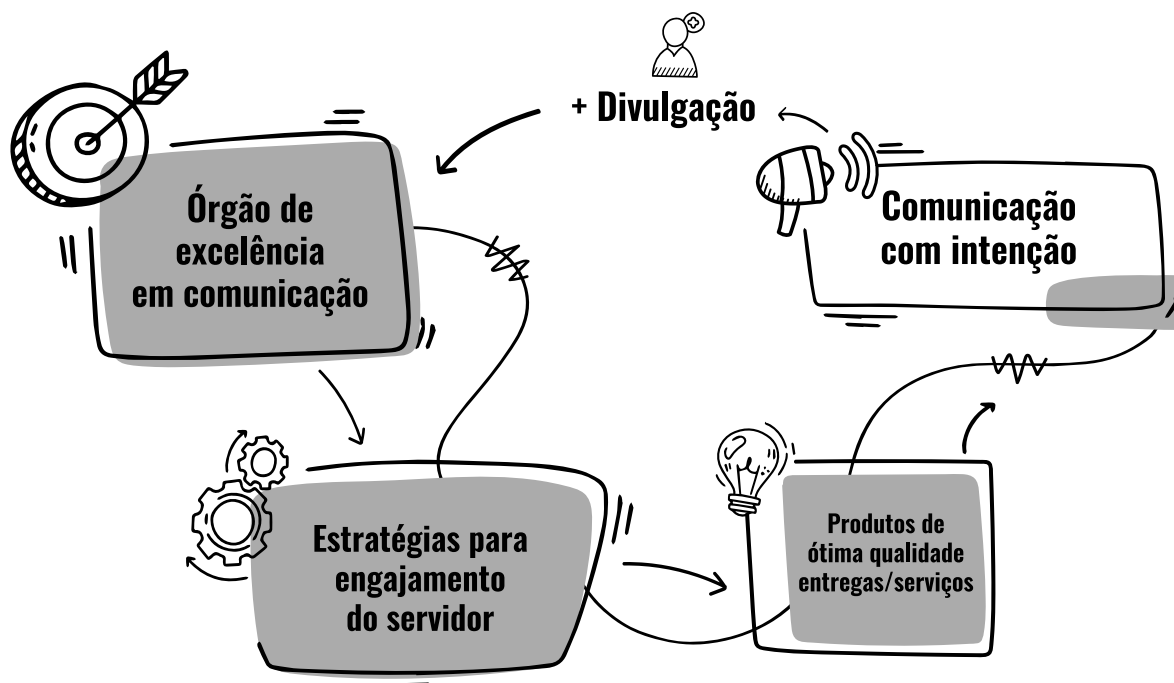 + Divulgação
Órgão de
excelência
em comunicação
Comunicação
com intenção
Estratégias para
engajamento
do servidor
Produtos de
ótima qualidade
entregas/serviços